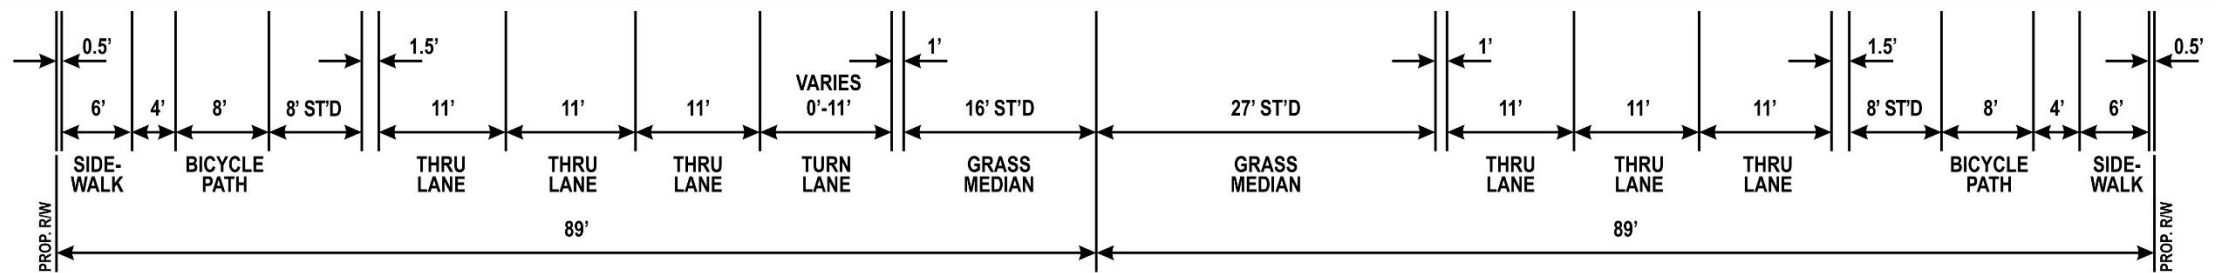 0.5’ 1.5’ 1’ 1’ 1.5’ 0.5’
VARIES
6’ 4’ 8’ 8’ ST’D 11’ 11’ 11’ 0’-11’ 16’ ST’D 27’ ST’D 11’ 11’ 11’ 8’ ST’D 8’ 4’ 6’
SIDE- BICYCLE THRU THRU THRU TURN GRASS GRASS THRU THRU THRU BICYCLE SIDE-
WALK PATH LANE LANE LANE LANE MEDIAN MEDIAN LANE LANE LANE PATH WALK
89’ 89’
PROP. R/W PROP. R/W